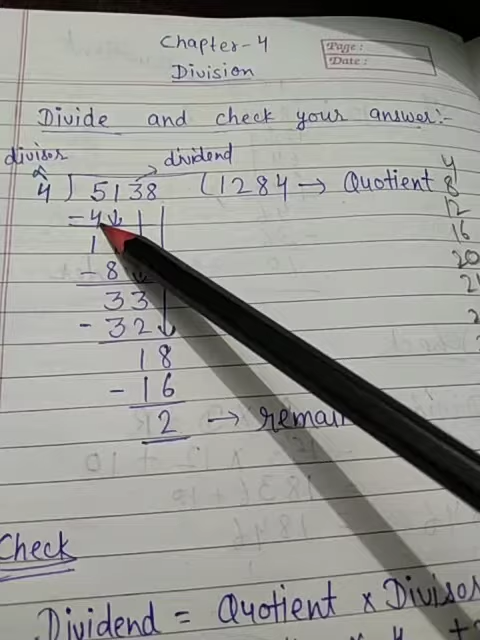 Chapter-4
Division
Page:
Date:
Divide and check your answer:-
divisor
dividend
4 ) 5138 ( 1284 → Quotient
4
8
12
16
20
- 4
1
- 8
33
- 32
18
- 16
2 →
Check
Dividend = Quotient × Divisor